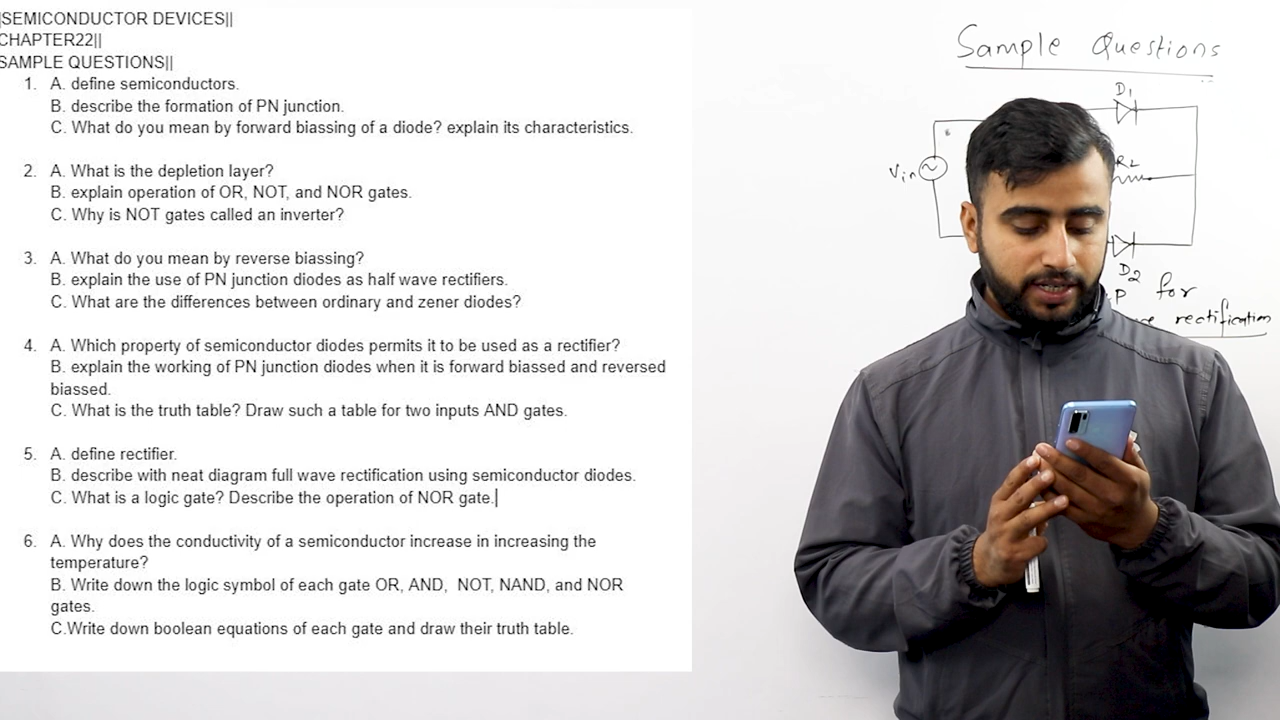 |SEMICONDUCTOR DEVICES||
CHAPTER22||
SAMPLE QUESTIONS||
1. A. define semiconductors.
B. describe the formation of PN junction.
C. What do you mean by forward biassing of a diode? explain its characteristics.
2. A. What is the depletion layer?
B. explain operation of OR, NOT, and NOR gates.
C. Why is NOT gates called an inverter?
3. A. What do you mean by reverse biassing?
B. explain the use of PN junction diodes as half wave rectifiers.
C. What are the differences between ordinary and zener diodes?
4. A. Which property of semiconductor diodes permits it to be used as a rectifier?
B. explain the working of PN junction diodes when it is forward biassed and reversed
biassed.
C. What is the truth table? Draw such a table for two inputs AND gates.
5. A. define rectifier.
B. describe with neat diagram full wave rectification using semiconductor diodes.
C. What is a logic gate? Describe the operation of NOR gate.
6. A. Why does the conductivity of a semiconductor increase in increasing the
temperature?
B. Write down the logic symbol of each gate OR, AND, NOT, NAND, and NOR
gates.
C.Write down boolean equations of each gate and draw their truth table.
Sample Questions
D1
RL
Vin
D2
for
rectification